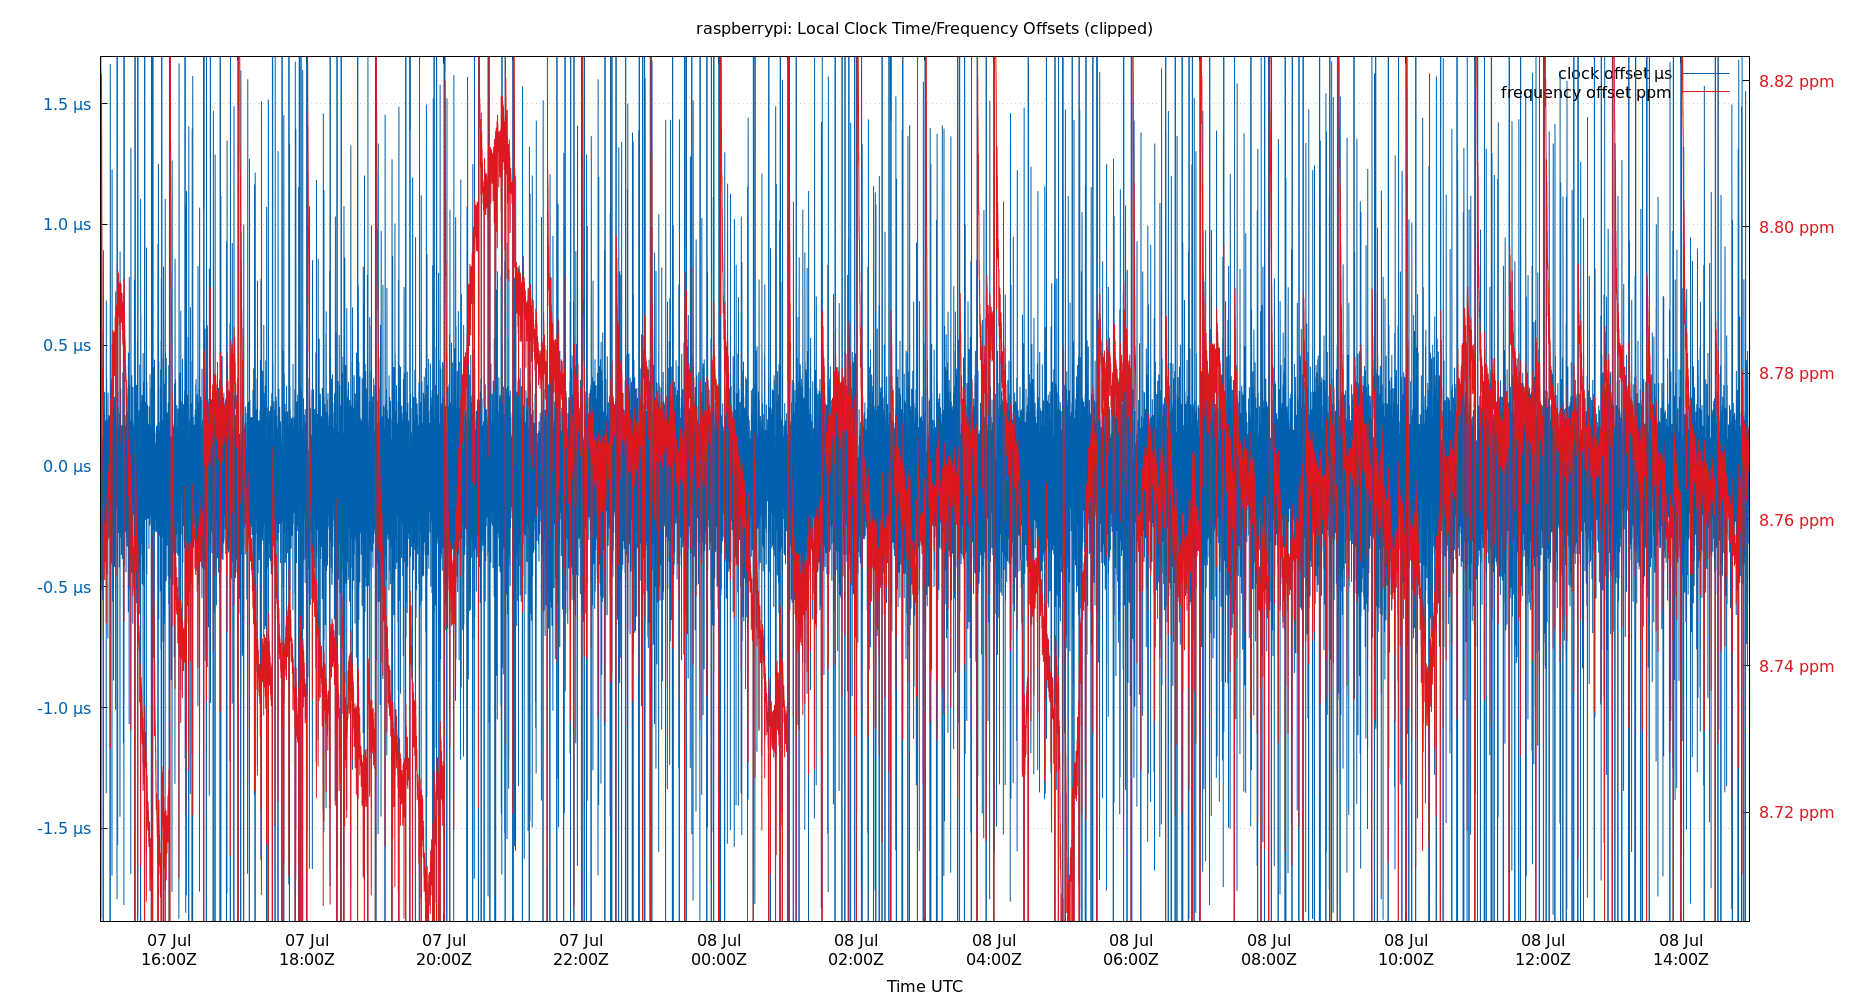 raspberrypi: Local Clock Time/Frequency Offsets (clipped)
clock offset µs
frequency offset ppm
1.5 µs
1.0 µs
0.5 µs
0.0 µs
-0.5 µs
-1.0 µs
-1.5 µs
8.82 ppm
8.80 ppm
8.78 ppm
8.76 ppm
8.74 ppm
8.72 ppm
07 Jul
16:00Z
07 Jul
18:00Z
07 Jul
20:00Z
07 Jul
22:00Z
08 Jul
00:00Z
08 Jul
02:00Z
08 Jul
04:00Z
08 Jul
06:00Z
08 Jul
08:00Z
08 Jul
10:00Z
08 Jul
12:00Z
08 Jul
14:00Z
Time UTC